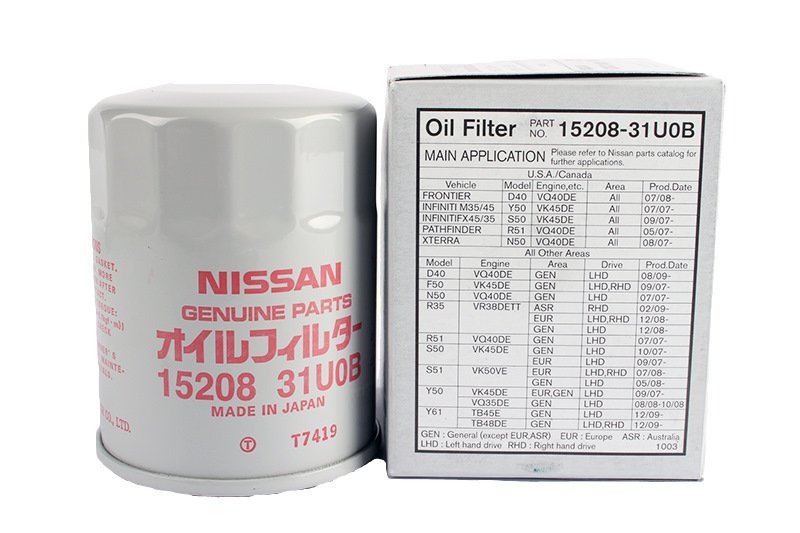 NISSAN
GENUINE PARTS
オイルフィルター
15208 31U0B
MADE IN JAPAN
T T7419
GASKET.
MORE
AFTER
CO., LTD.
Oil Filter PART NO. 15208-31U0B
MAIN APPLICATION Please refer to Nissan parts catalog for
further applications.
U.S.A./Canada
Vehicle Model Engine,etc. Area Prod.Date
FRONTIER D40 VQ40DE All 07/08-
INFINITI M35/45 Y50 VK45DE All 07/07-
INFINITIFX45/35 S50 VK45DE All 09/07-
PATHFINDER R51 VQ40DE All 05/07-
XTERRA N50 VQ40DE All 08/07-
All Other Areas
Model Engine Area Drive Prod.Date
D40 VQ40DE GEN LHD 08/09-
F50 VK45DE GEN LHD,RHD 09/07-
N50 VQ40DE GEN LHD 07/07-
R35 VR38DETT ASR RHD 02/09-
EUR LHD,RHD 12/08-
GEN LHD 12/08-
R51 VQ40DE GEN LHD 07/07-
S50 VK45DE GEN LHD 10/07-
EUR LHD 09/07-
S51 VK50VE EUR LHD,RHD 07/08-
GEN LHD 05/08-
Y50 VK45DE EUR,GEN LHD 09/07-
VQ35DE GEN LHD 08/08-10/08
Y61 TB45E GEN LHD 12/09-
TB48DE GEN LHD,RHD 12/09-
GEN : General (except EUR,ASR) EUR : Europe ASR : Australia
LHD : Left hand drive RHD : Right hand drive 1003